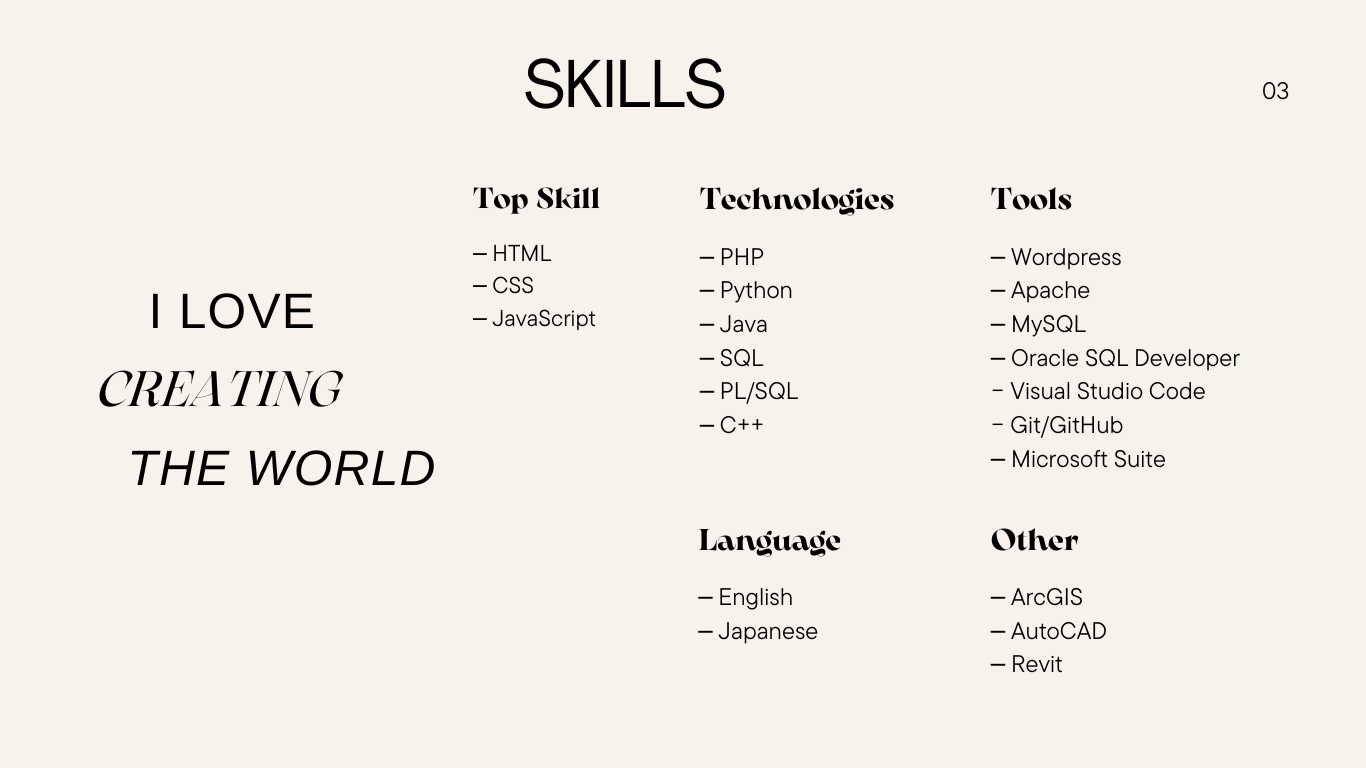 SKILLS
03
I LOVE
CREATING
THE WORLD
Top Skill
– HTML
– CSS
– JavaScript
Technologies
– PHP
– Python
– Java
– SQL
– PL/SQL
– C++
Tools
– Wordpress
– Apache
– MySQL
– Oracle SQL Developer
– Visual Studio Code
– Git/GitHub
– Microsoft Suite
Language
– English
– Japanese
Other
– ArcGIS
– AutoCAD
– Revit